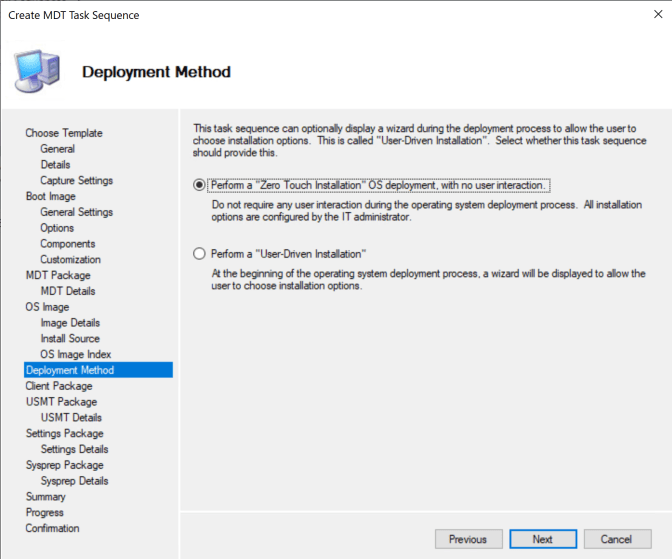 Create MDT Task Sequence
Deployment Method
Choose Template
General
Details
Capture Settings
Boot Image
General Settings
Options
Components
Customization
MDT Package
MDT Details
OS Image
Image Details
Install Source
OS Image Index
Deployment Method
Client Package
USMT Package
USMT Details
Settings Package
Settings Details
Sysprep Package
Sysprep Details
Summary
Progress
Confirmation
This task sequence can optionally display a wizard during the deployment process to allow the user to
choose installation options. This is called "User-Driven Installation". Select whether this task sequence
should provide this.
Perform a "Zero Touch Installation" OS deployment, with no user interaction.
Do not require any user interaction during the operating system deployment process. All installation
options are configured by the IT administrator.
Perform a "User-Driven Installation"
At the beginning of the operating system deployment process, a wizard will be displayed to allow the
user to choose installation options.
Previous
Next
Cancel